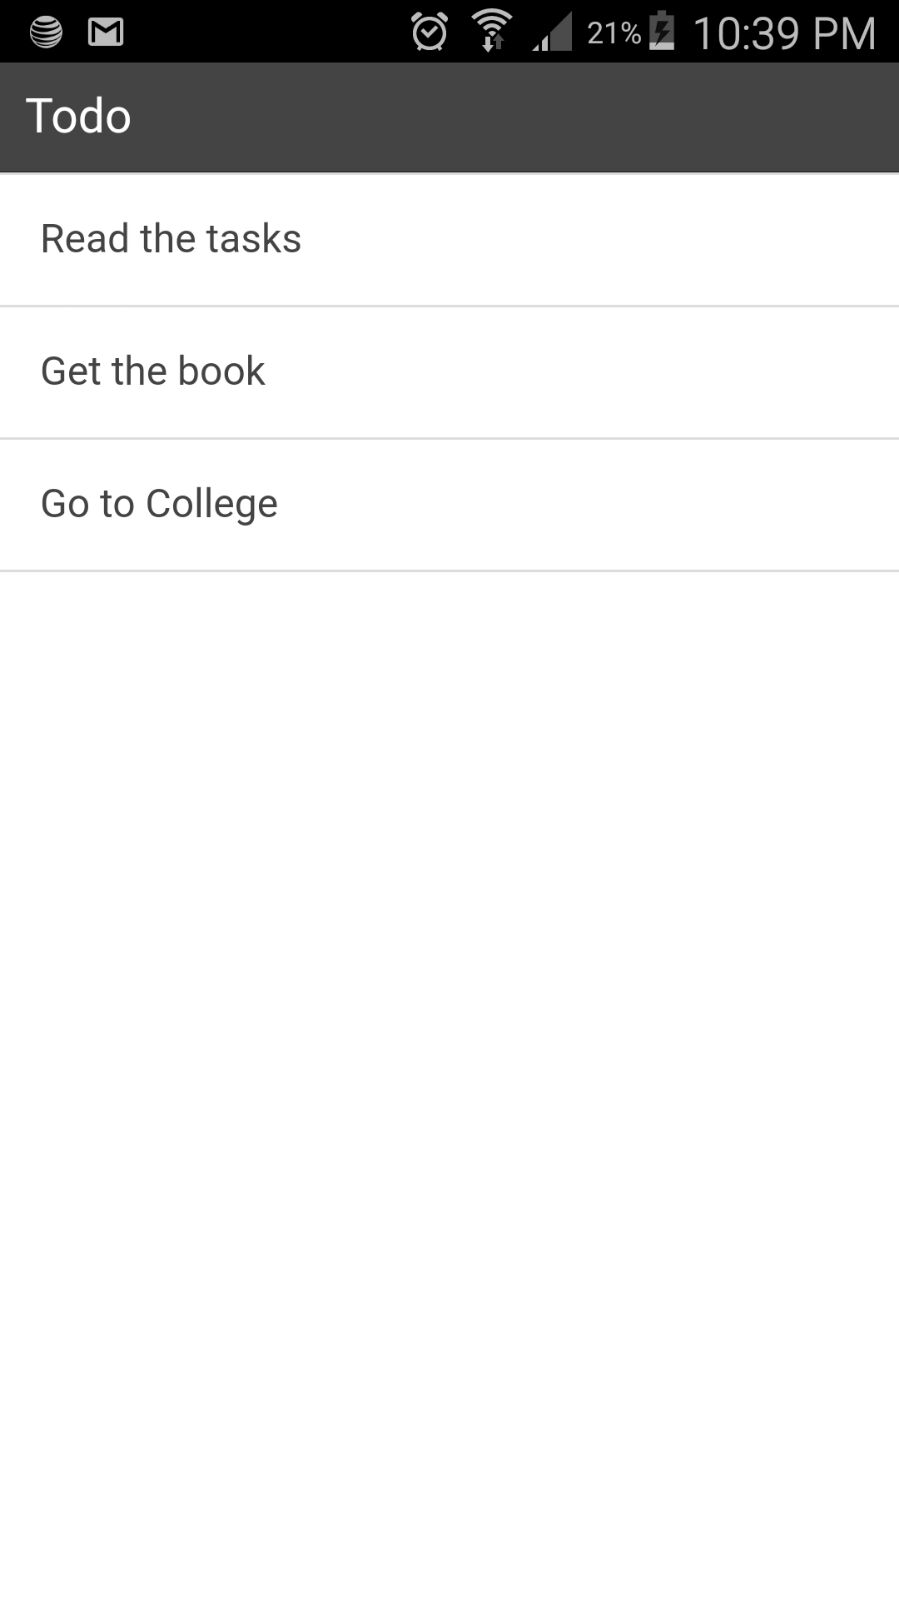 21% 10:39 PM
Todo
Read the tasks
Get the book
Go to College